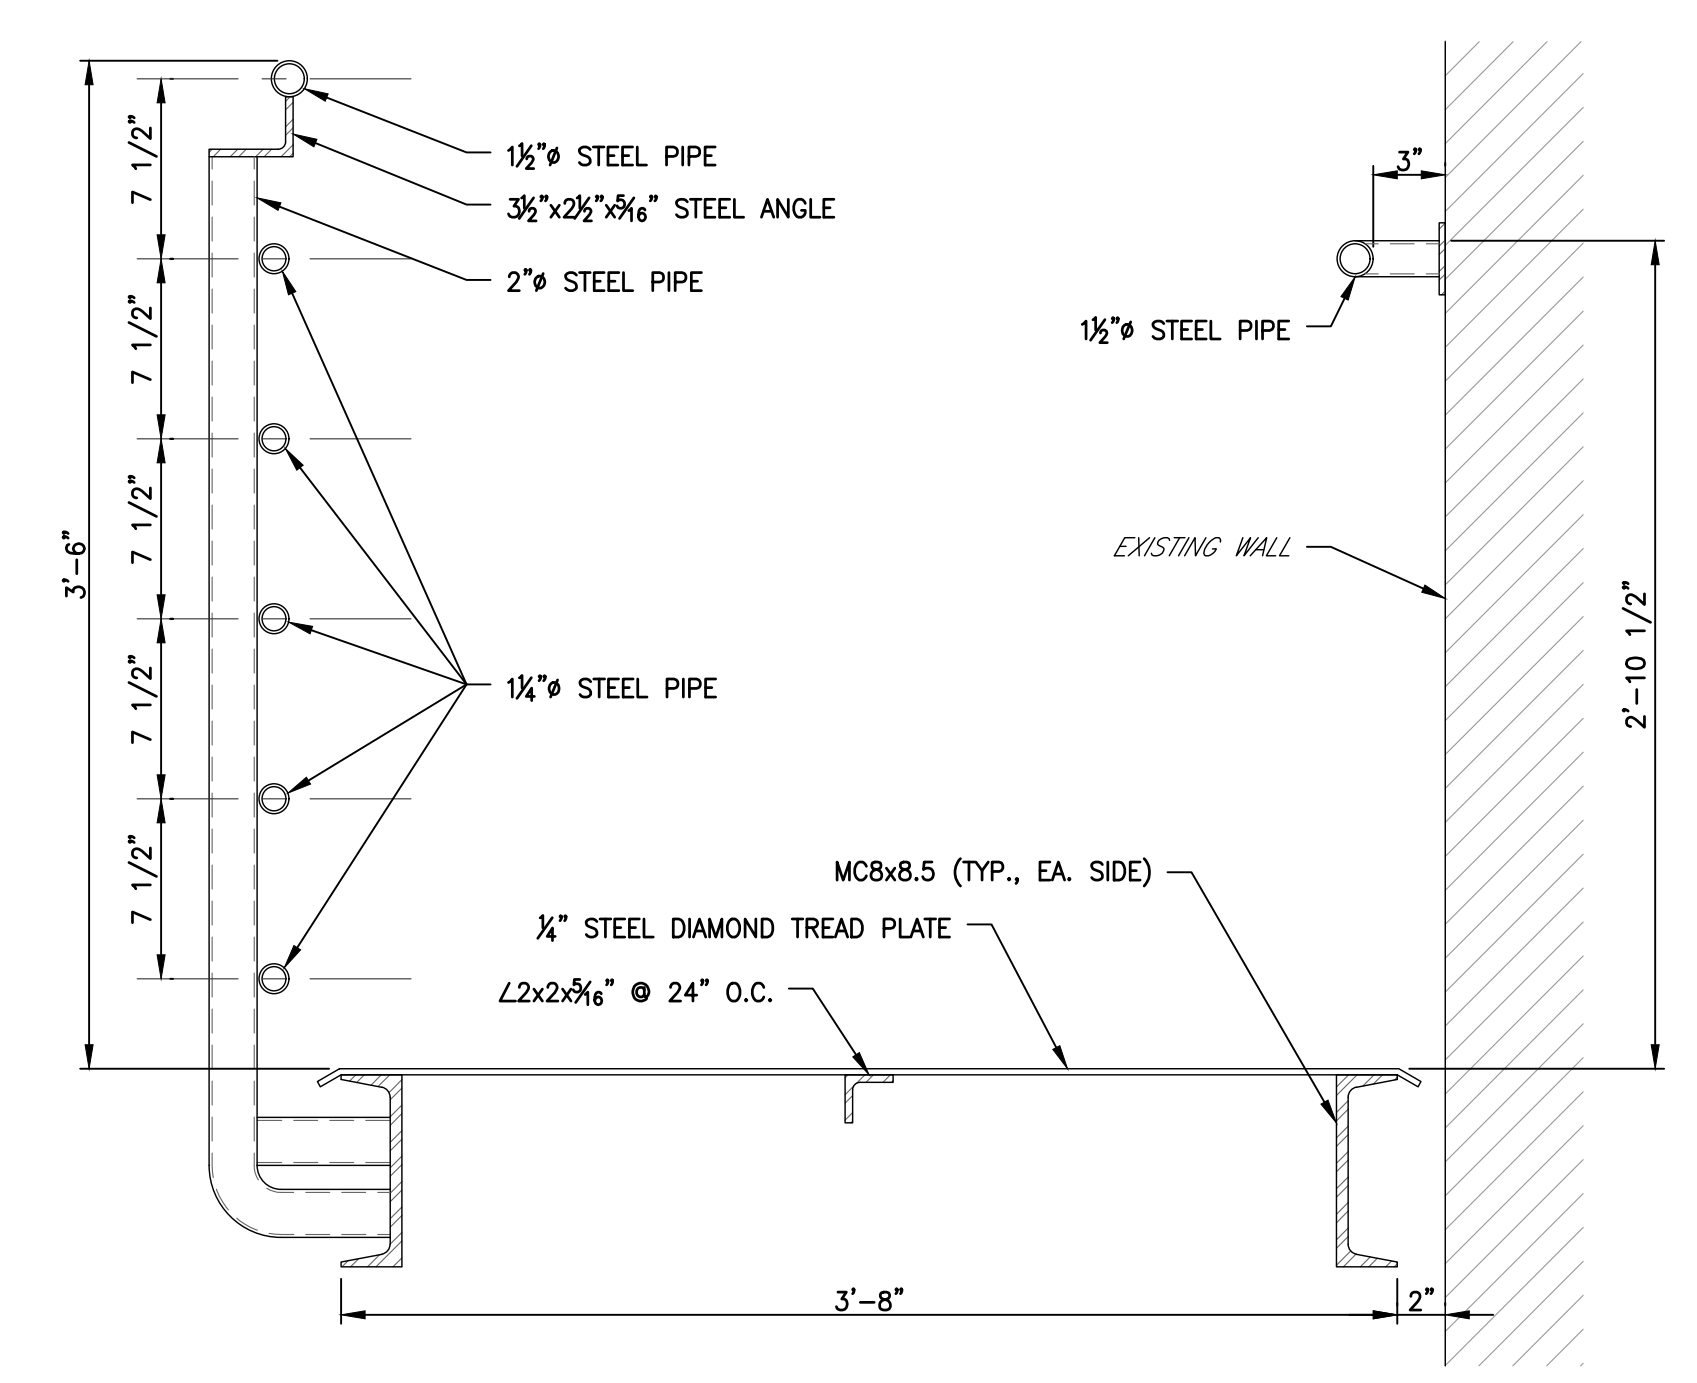 7 1/2"
1½"ø STEEL PIPE
3½"x2½"x5⁄16" STEEL ANGLE
2"ø STEEL PIPE
3"
1½"ø STEEL PIPE
7 1/2"
7 1/2"
3'-6"
EXISTING WALL
2'-10 1/2"
7 1/2"
1¼"ø STEEL PIPE
7 1/2"
MC8x8.5 (TYP., EA. SIDE)
¼" STEEL DIAMOND TREAD PLATE
∠2x2x5⁄16" @ 24" O.C.
3'-8"
2"